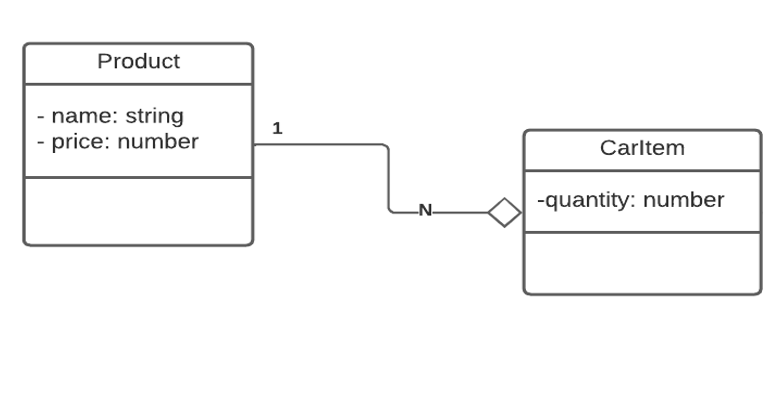 Product
- name: string
- price: number
1
N
CarItem
-quantity: number